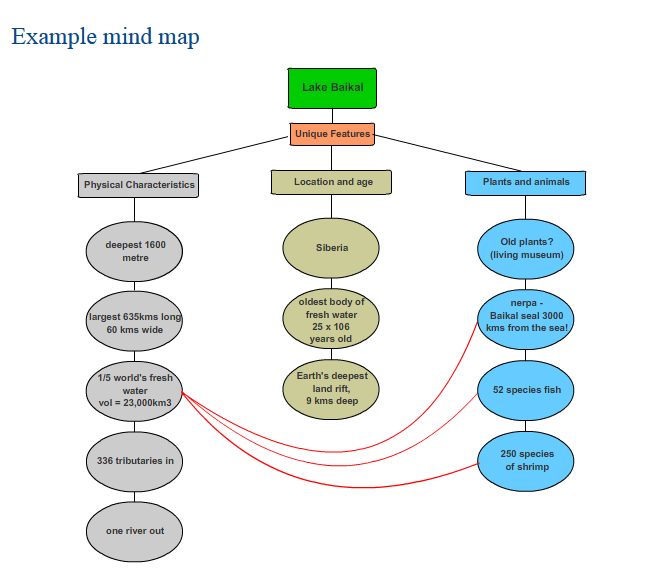 Example mind map
Lake Baikal
Unique Features
Physical Characteristics
deepest 1600
metre
largest 635kms long
60 kms wide
1/5 world's fresh
water
vol = 23,000km3
336 tributaries in
one river out
Location and age
Siberia
oldest body of
fresh water
25 x 106
years old
Earth's deepest
land rift,
9 kms deep
Plants and animals
Old plants?
(living museum)
nerpa -
Baikal seal 3000
kms from the sea!
52 species fish
250 species
of shrimp